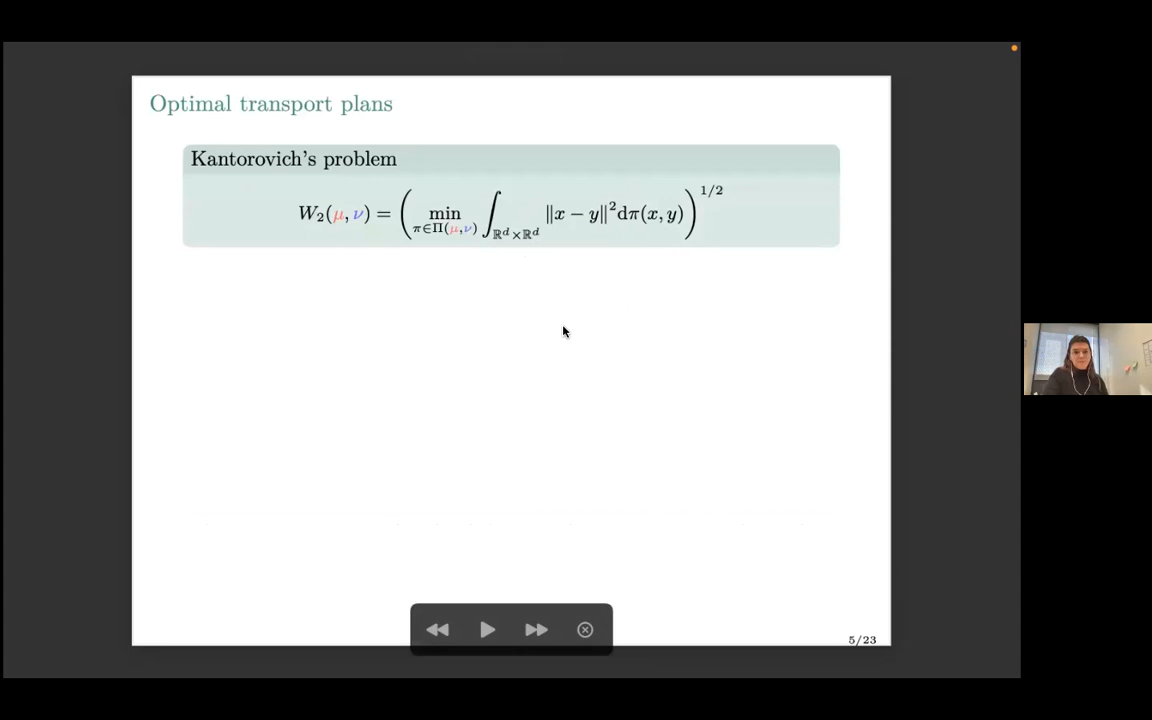 Optimal transport plans
Kantorovich's problem
W₂(μ, ν) = ( min_{π∈Π(μ,ν)} ∫_{ℝᵈ×ℝᵈ} ‖x − y‖² dπ(x, y) )^{1/2}
5/23